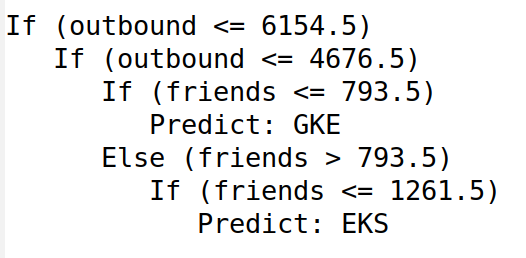 If (outbound <= 6154.5)
   If (outbound <= 4676.5)
      If (friends <= 793.5)
         Predict: GKE
      Else (friends > 793.5)
         If (friends <= 1261.5)
            Predict: EKS